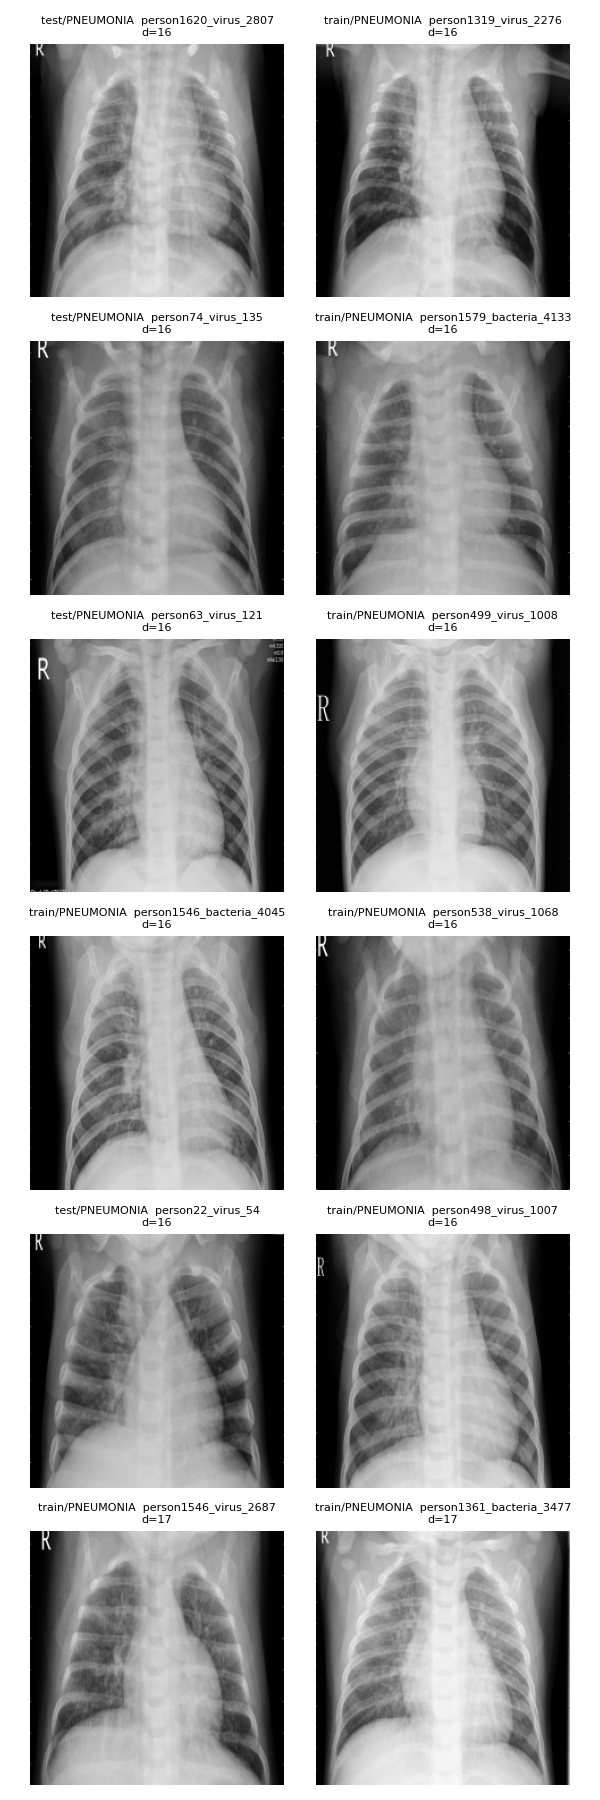 test/PNEUMONIA person1620_virus_2807
d=16
train/PNEUMONIA person1319_virus_2276
d=16
R
R
test/PNEUMONIA person74_virus_135
d=16
train/PNEUMONIA person1579_bacteria_4133
d=16
R
R
test/PNEUMONIA person63_virus_121
d=16
train/PNEUMONIA person499_virus_1008
d=16
R
R
train/PNEUMONIA person1546_bacteria_4045
d=16
train/PNEUMONIA person538_virus_1068
d=16
R
R
test/PNEUMONIA person22_virus_54
d=16
train/PNEUMONIA person498_virus_1007
d=16
R
R
train/PNEUMONIA person1546_virus_2687
d=17
train/PNEUMONIA person1361_bacteria_3477
d=17
R
R